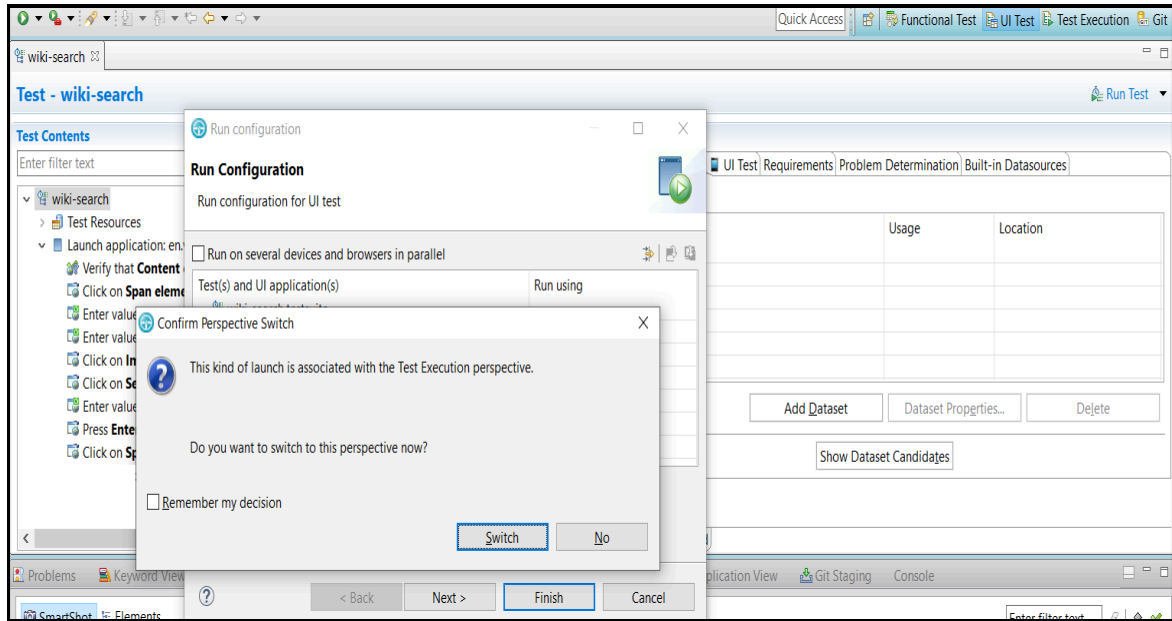 Quick Access
Functional Test
UI Test
Test Execution
Git
wiki-search
Test - wiki-search
Run Test
Test Contents
Enter filter text
wiki-search
Test Resources
Launch application: en.
Verify that Content
Click on Span eleme
Enter value
Enter value
Click on In
Click on Se
Enter value
Press Ente
Click on Sp
Run configuration
Run Configuration
Run configuration for UI test
Run on several devices and browsers in parallel
Test(s) and UI application(s)
Run using
Confirm Perspective Switch
This kind of launch is associated with the Test Execution perspective.
Do you want to switch to this perspective now?
Remember my decision
Switch
No
< Back
Next >
Finish
Cancel
UI Test
Requirements
Problem Determination
Built-in Datasources
Usage
Location
Add Dataset
Dataset Properties...
Delete
Show Dataset Candidates
Problems
Keyword View
plication View
Git Staging
Console
SmartShot
Elements
Enter filter text